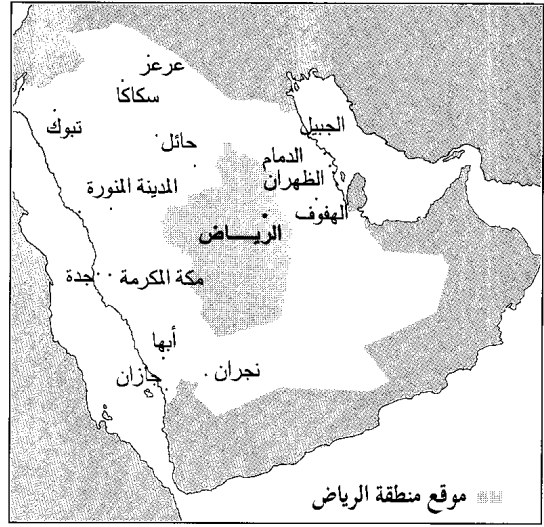 عرعر
سكاكا
تبوك
الجبيل
حائل
الدمام
الظهران
المدينة المنورة
الهفوف
الريـــاض
مكة المكرمة
جدة
أبها
نجران
جازان
موقع منطقة الرياض